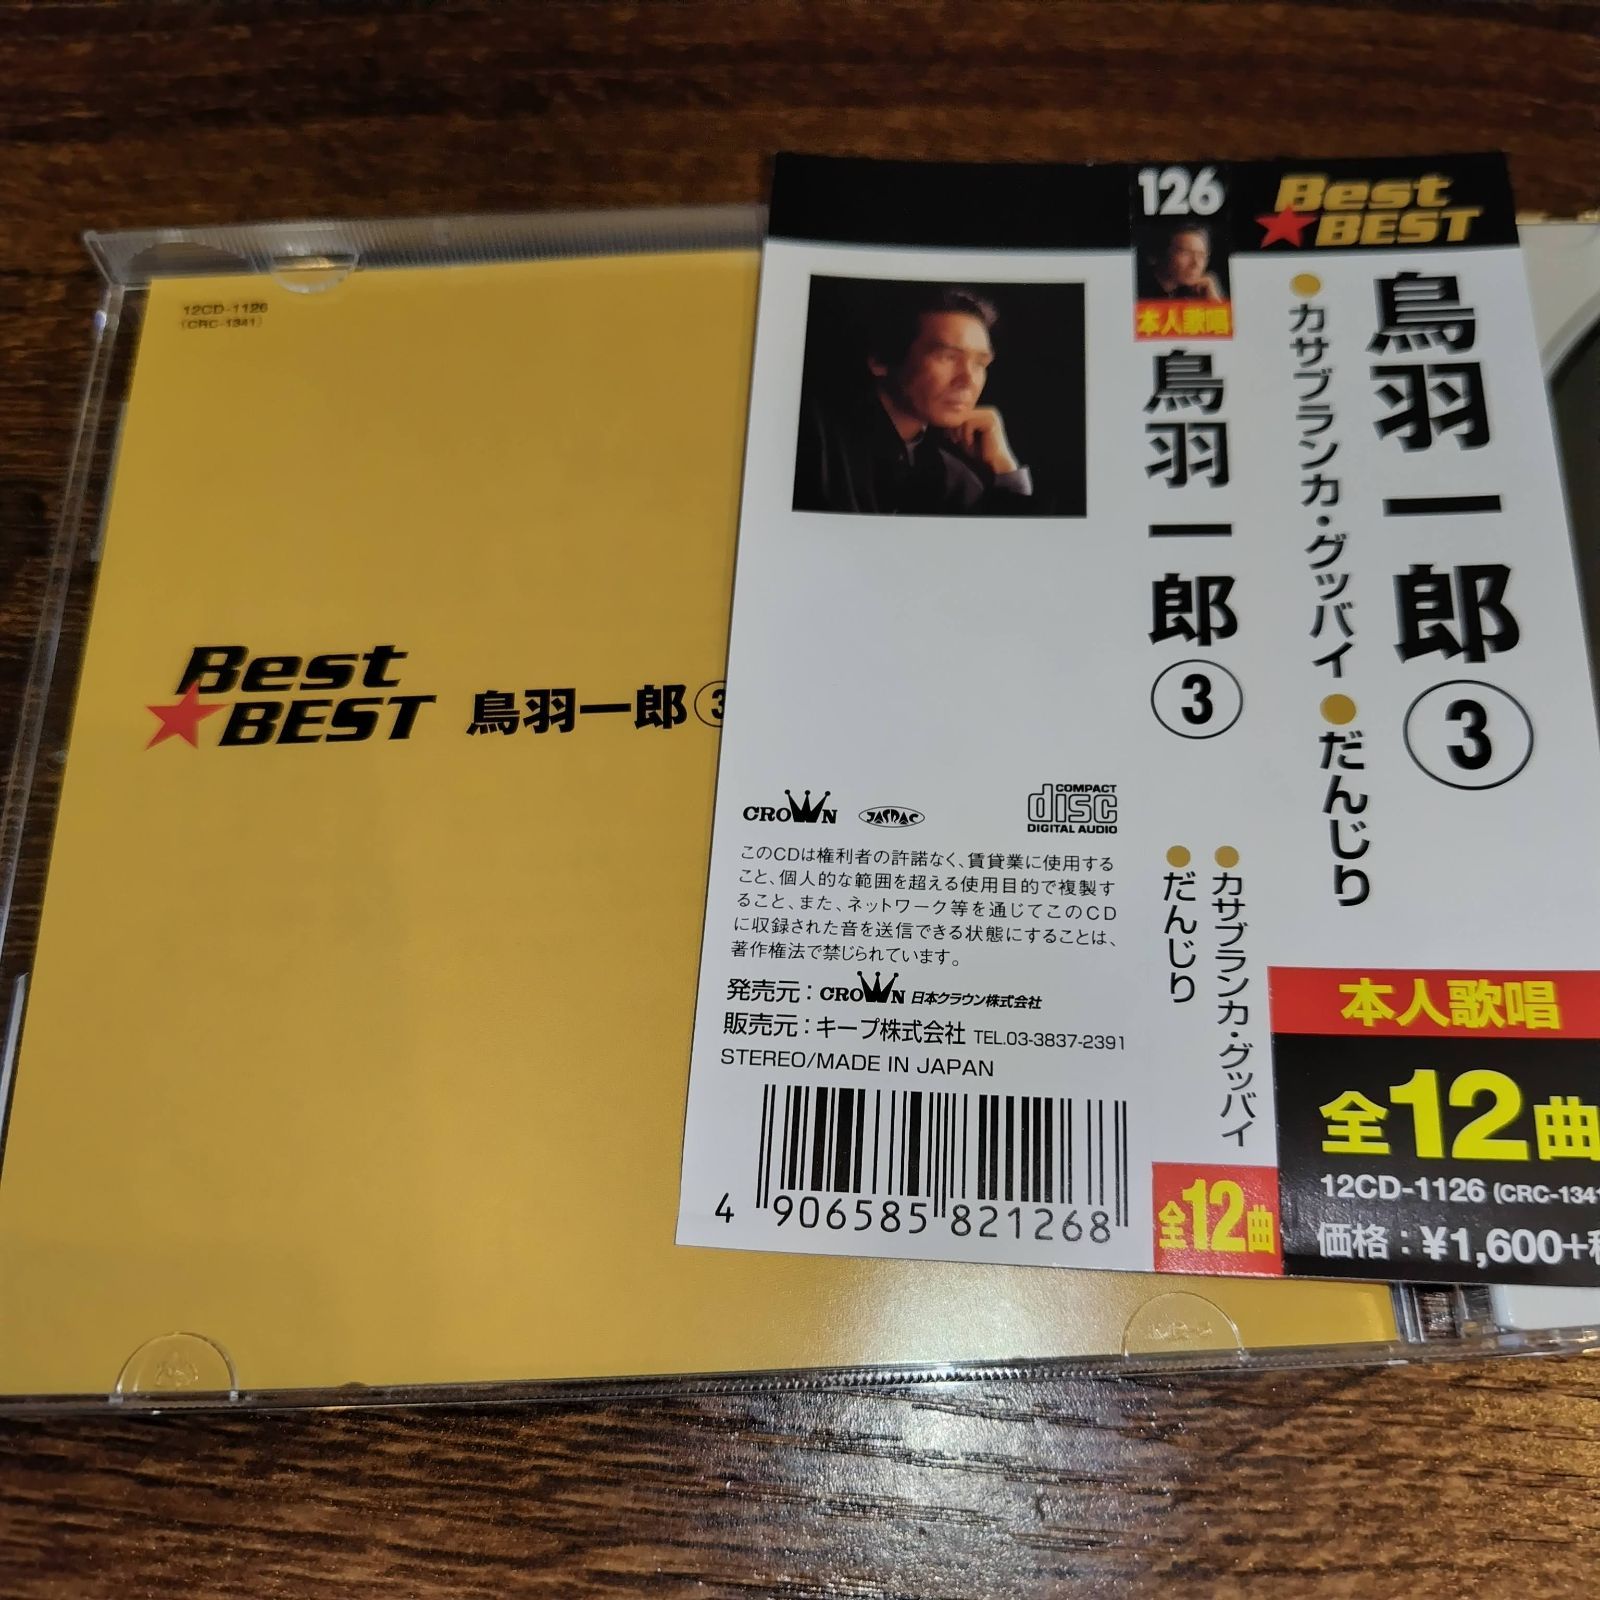 12CD-1126
(CRC-1341)
Best
BEST
鳥羽一郎③
CROWN
JASRAC
COMPACT
disc
DIGITAL AUDIO
このCDは権利者の許諾なく、賃貸業に使用する
こと、個人的な範囲を超える使用目的で複製す
ること、また、ネットワーク等を通じてこのCD
に収録された音を送信できる状態にすることは、
著作権法で禁じられています。
発売元：CROWN 日本クラウン株式会社
販売元：キープ株式会社 TEL.03-3837-2391
STEREO/MADE IN JAPAN
4 906585 821268
126
本人歌唱
鳥羽一郎③
●カサブランカ・グッバイ
●だんじり
全12曲
Best
BEST
鳥羽一郎③
●カサブランカ・グッバイ●だんじり
本人歌唱
全12曲
12CD-1126 (CRC-1341
価格：¥1,600+